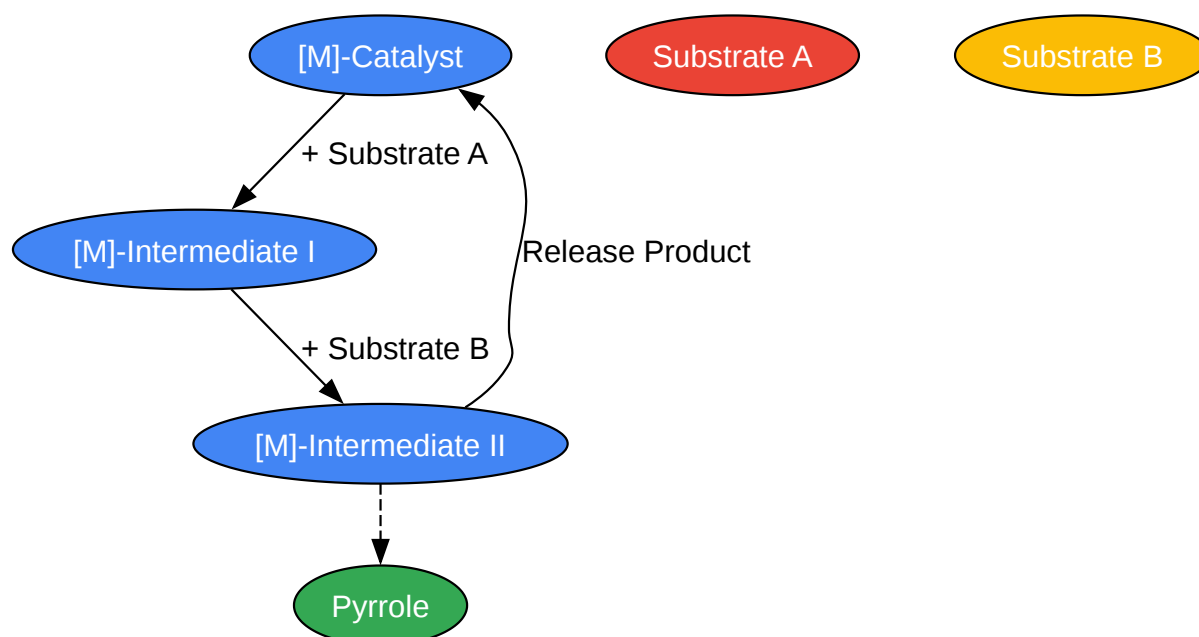 [M]-Catalyst
Substrate A
Substrate B
+ Substrate A
[M]-Intermediate I
Release Product
+ Substrate B
[M]-Intermediate II
Pyrrole